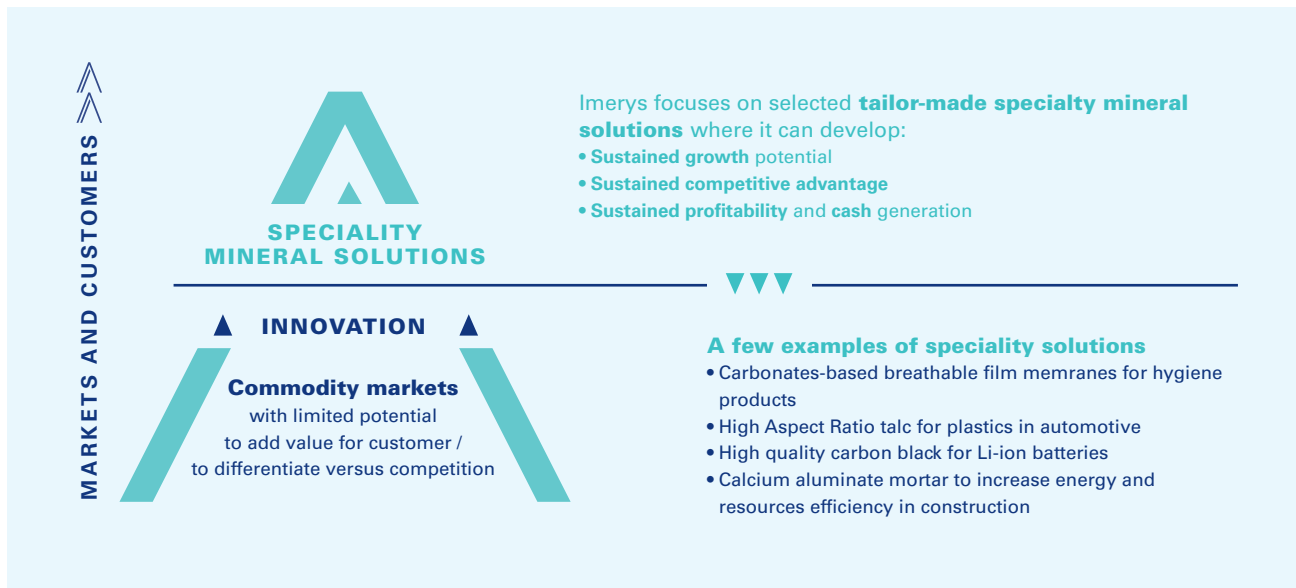 MARKETS AND CUSTOMERS
SPECIALITY
MINERAL SOLUTIONS
Imerys focuses on selected tailor-made specialty mineral
solutions where it can develop:
• Sustained growth potential
• Sustained competitive advantage
• Sustained profitability and cash generation
INNOVATION
Commodity markets
with limited potential
to add value for customer /
to differentiate versus competition
A few examples of speciality solutions
• Carbonates-based breathable film memranes for hygiene
products
• High Aspect Ratio talc for plastics in automotive
• High quality carbon black for Li-ion batteries
• Calcium aluminate mortar to increase energy and
resources efficiency in construction